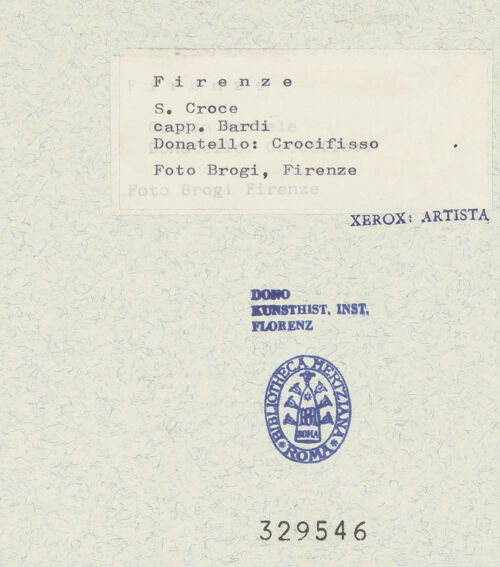 F i r e n z e
S. Croce
capp. Bardi
Donatello: Crocifisso
Foto Brogi, Firenze
Foto Brogi Firenze
XEROX: ARTISTA
DONO
KUNSTHIST. INST.
FLORENZ
BIBLIOTHECA HERTZIANA
ROMA
ROMA
329546